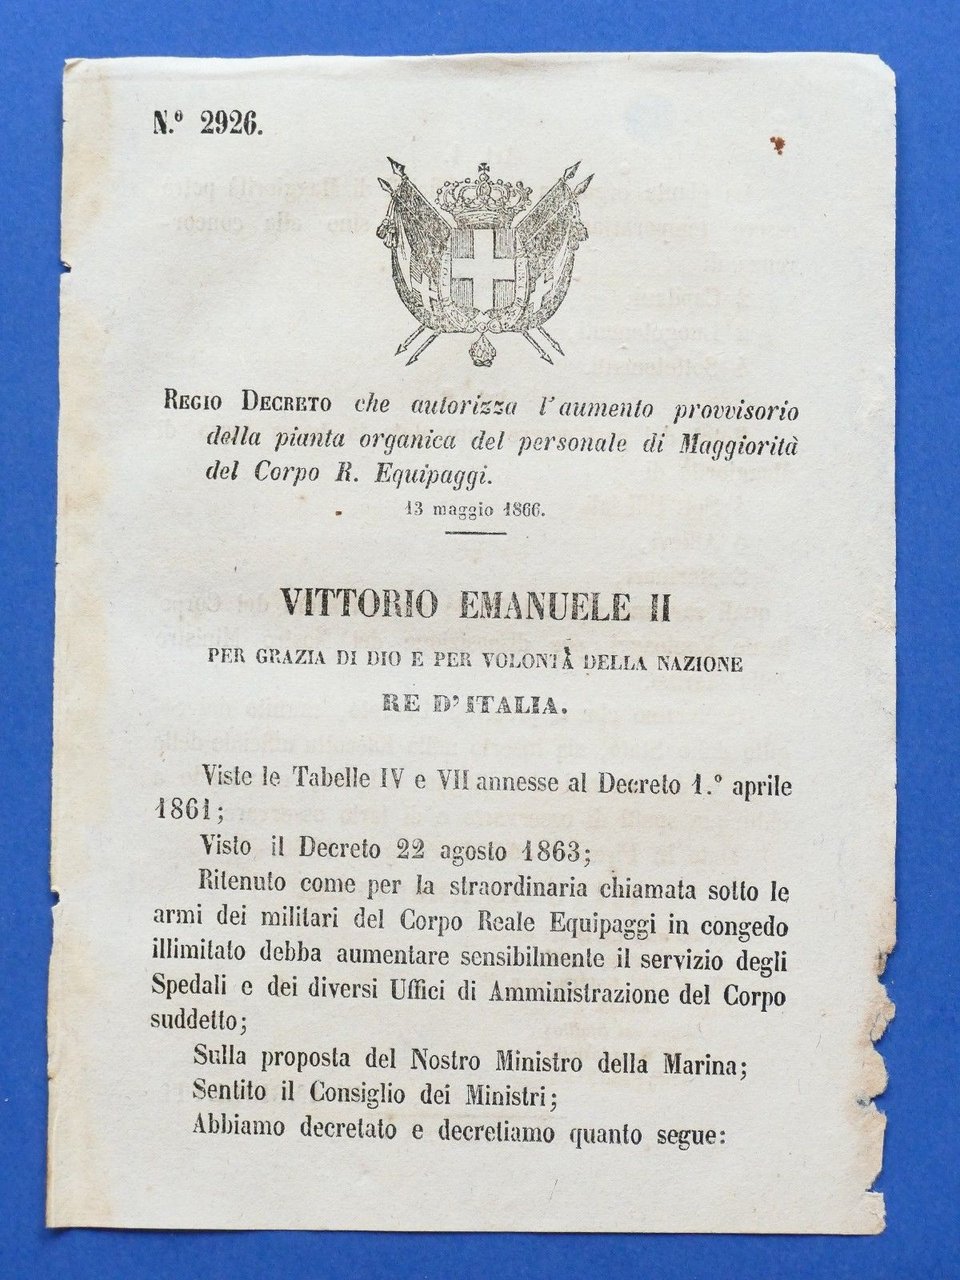 N.º 2926.
REGIO DECRETO che autorizza l'aumento provvisorio
della pianta organica del personale di Maggiorità
del Corpo R. Equipaggi.
13 maggio 1866.
VITTORIO EMANUELE II
PER GRAZIA DI DIO E PER VOLONTÀ DELLA NAZIONE
RE D'ITALIA.
Viste le Tabelle IV e VII annesse al Decreto 1.º aprile
1861;
Visto il Decreto 22 agosto 1863;
Ritenuto come per la straordinaria chiamata sotto le
armi dei militari del Corpo Reale Equipaggi in congedo
illimitato debba aumentare sensibilmente il servizio degli
Spedali e dei diversi Uffici di Amministrazione del Corpo
suddetto;
Sulla proposta del Nostro Ministro della Marina;
Sentito il Consiglio dei Ministri;
Abbiamo decretato e decretiamo quanto segue: